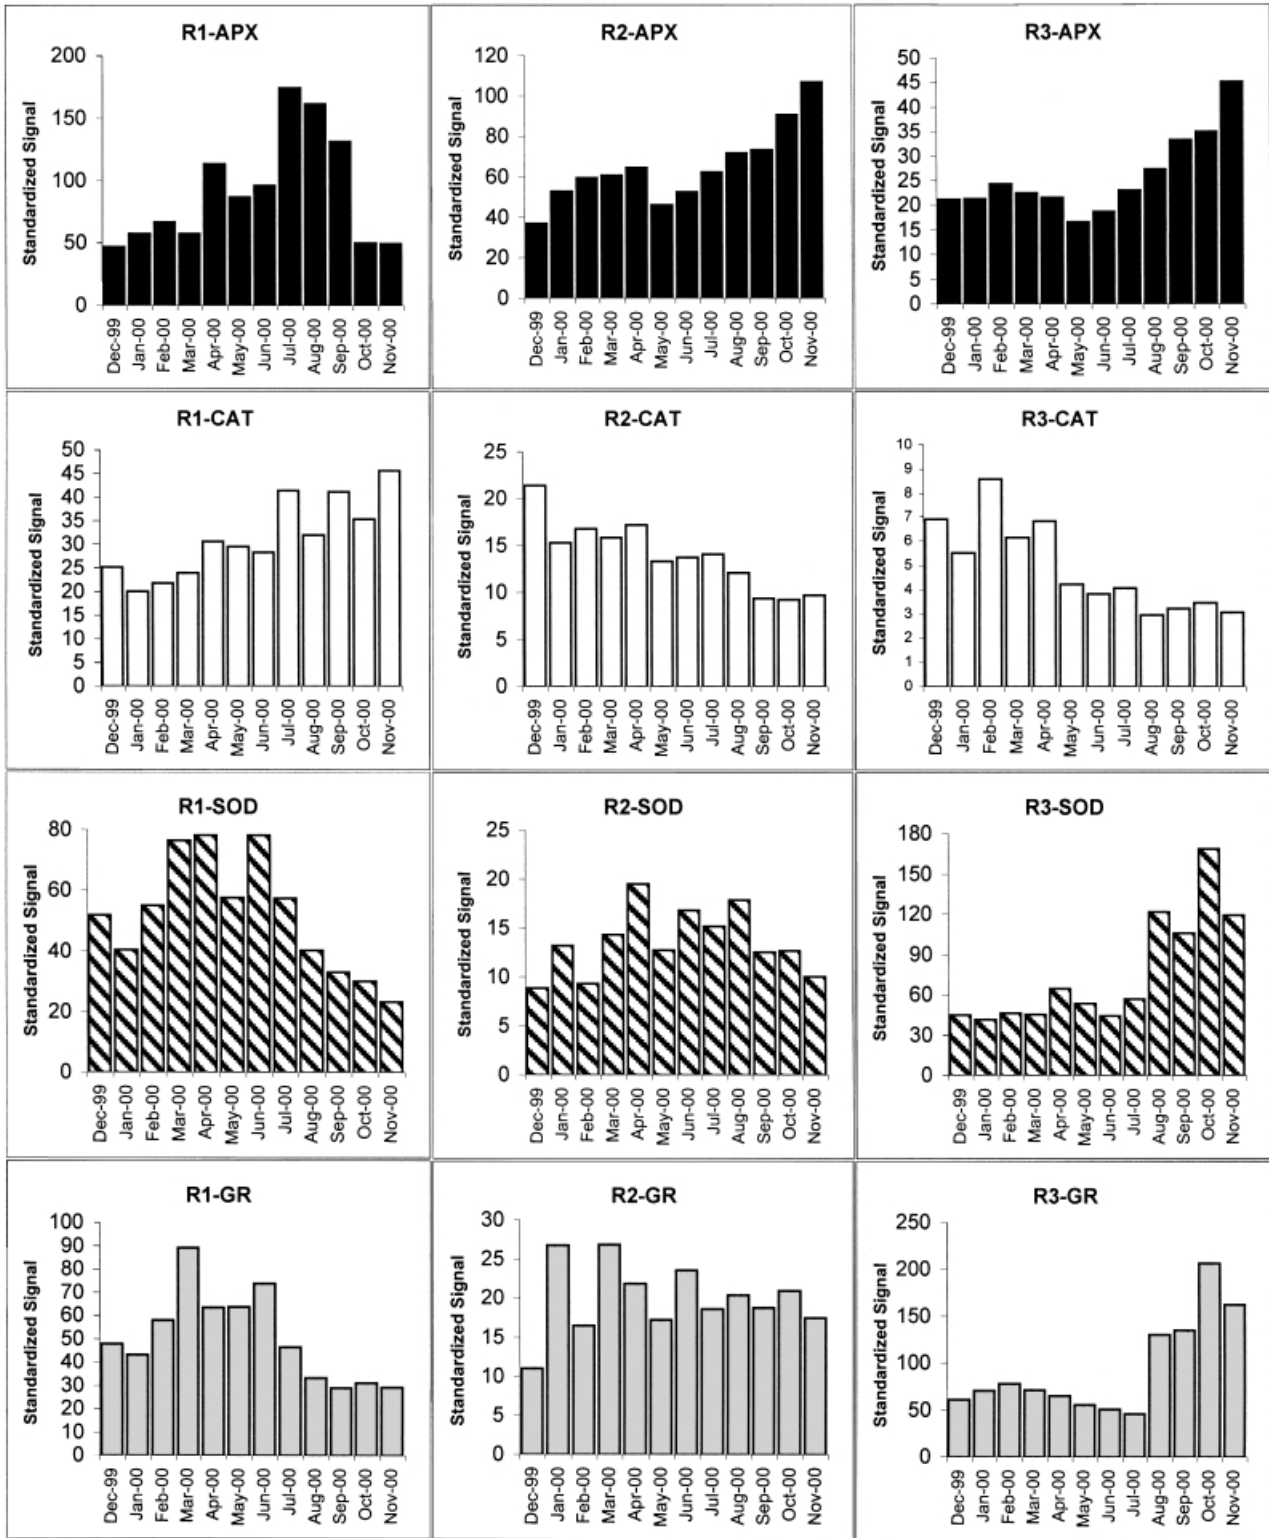 R1-APX
Standardized Signal
200
150
100
50
0
Dec-99
Jan-00
Feb-00
Mar-00
Apr-00
May-00
Jun-00
Jul-00
Aug-00
Sep-00
Oct-00
Nov-00
R2-APX
Standardized Signal
120
100
80
60
40
20
0
Dec-99
Jan-00
Feb-00
Mar-00
Apr-00
May-00
Jun-00
Jul-00
Aug-00
Sep-00
Oct-00
Nov-00
R3-APX
Standardized Signal
50
45
40
35
30
25
20
15
10
5
0
Dec-99
Jan-00
Feb-00
Mar-00
Apr-00
May-00
Jun-00
Jul-00
Aug-00
Sep-00
Oct-00
Nov-00
R1-CAT
Standardized Signal
50
45
40
35
30
25
20
15
10
5
0
Dec-99
Jan-00
Feb-00
Mar-00
Apr-00
May-00
Jun-00
Jul-00
Aug-00
Sep-00
Oct-00
Nov-00
R2-CAT
Standardized Signal
25
20
15
10
5
0
Dec-99
Jan-00
Feb-00
Mar-00
Apr-00
May-00
Jun-00
Jul-00
Aug-00
Sep-00
Oct-00
Nov-00
R3-CAT
Standardized Signal
10
9
8
7
6
5
4
3
2
1
0
Dec-99
Jan-00
Feb-00
Mar-00
Apr-00
May-00
Jun-00
Jul-00
Aug-00
Sep-00
Oct-00
Nov-00
R1-SOD
Standardized Signal
80
60
40
20
0
Dec-99
Jan-00
Feb-00
Mar-00
Apr-00
May-00
Jun-00
Jul-00
Aug-00
Sep-00
Oct-00
Nov-00
R2-SOD
Standardized Signal
25
20
15
10
5
0
Dec-99
Jan-00
Feb-00
Mar-00
Apr-00
May-00
Jun-00
Jul-00
Aug-00
Sep-00
Oct-00
Nov-00
R3-SOD
Standardized Signal
180
150
120
90
60
30
0
Dec-99
Jan-00
Feb-00
Mar-00
Apr-00
May-00
Jun-00
Jul-00
Aug-00
Sep-00
Oct-00
Nov-00
R1-GR
Standardized Signal
100
90
80
70
60
50
40
30
20
10
0
Dec-99
Jan-00
Feb-00
Mar-00
Apr-00
May-00
Jun-00
Jul-00
Aug-00
Sep-00
Oct-00
Nov-00
R2-GR
Standardized Signal
30
25
20
15
10
5
0
Dec-99
Jan-00
Feb-00
Mar-00
Apr-00
May-00
Jun-00
Jul-00
Aug-00
Sep-00
Oct-00
Nov-00
R3-GR
Standardized Signal
250
200
150
100
50
0
Dec-99
Jan-00
Feb-00
Mar-00
Apr-00
May-00
Jun-00
Jul-00
Aug-00
Sep-00
Oct-00
Nov-00